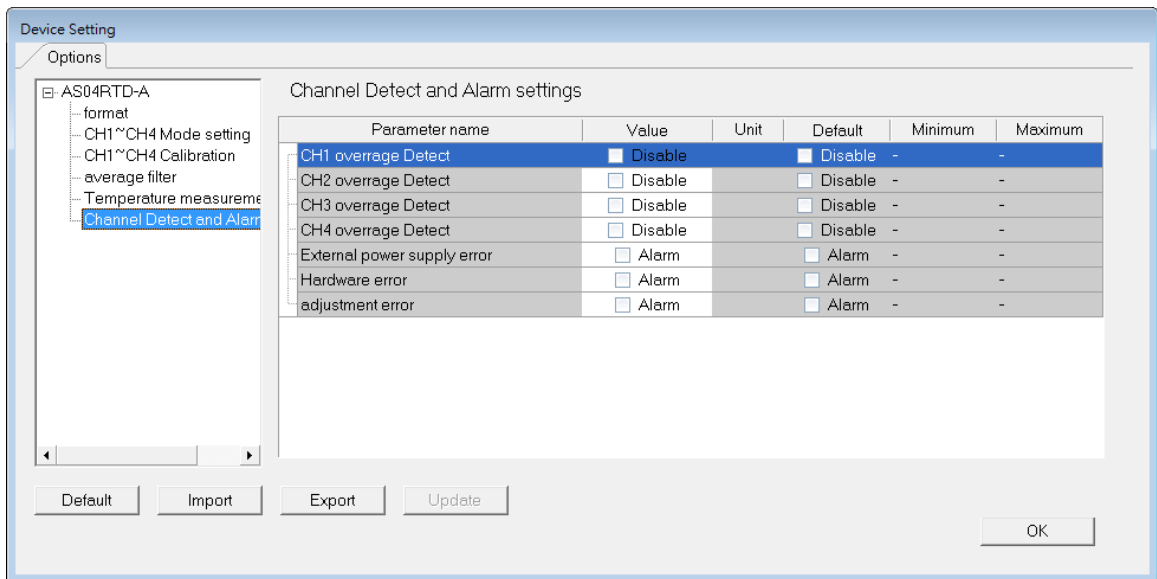 Device Setting
Options
AS04RTD-A
format
CH1~CH4 Mode setting
CH1~CH4 Calibration
average filter
Temperature measureme
Channel Detect and Alarr
Channel Detect and Alarm settings
Parameter name Value Unit Default Minimum Maximum
CH1 overrage Detect Disable Disable - -
CH2 overrage Detect Disable Disable - -
CH3 overrage Detect Disable Disable - -
CH4 overrage Detect Disable Disable - -
External power supply error Alarm Alarm - -
Hardware error Alarm Alarm - -
adjustment error Alarm Alarm - -
Default Import Export Update
OK